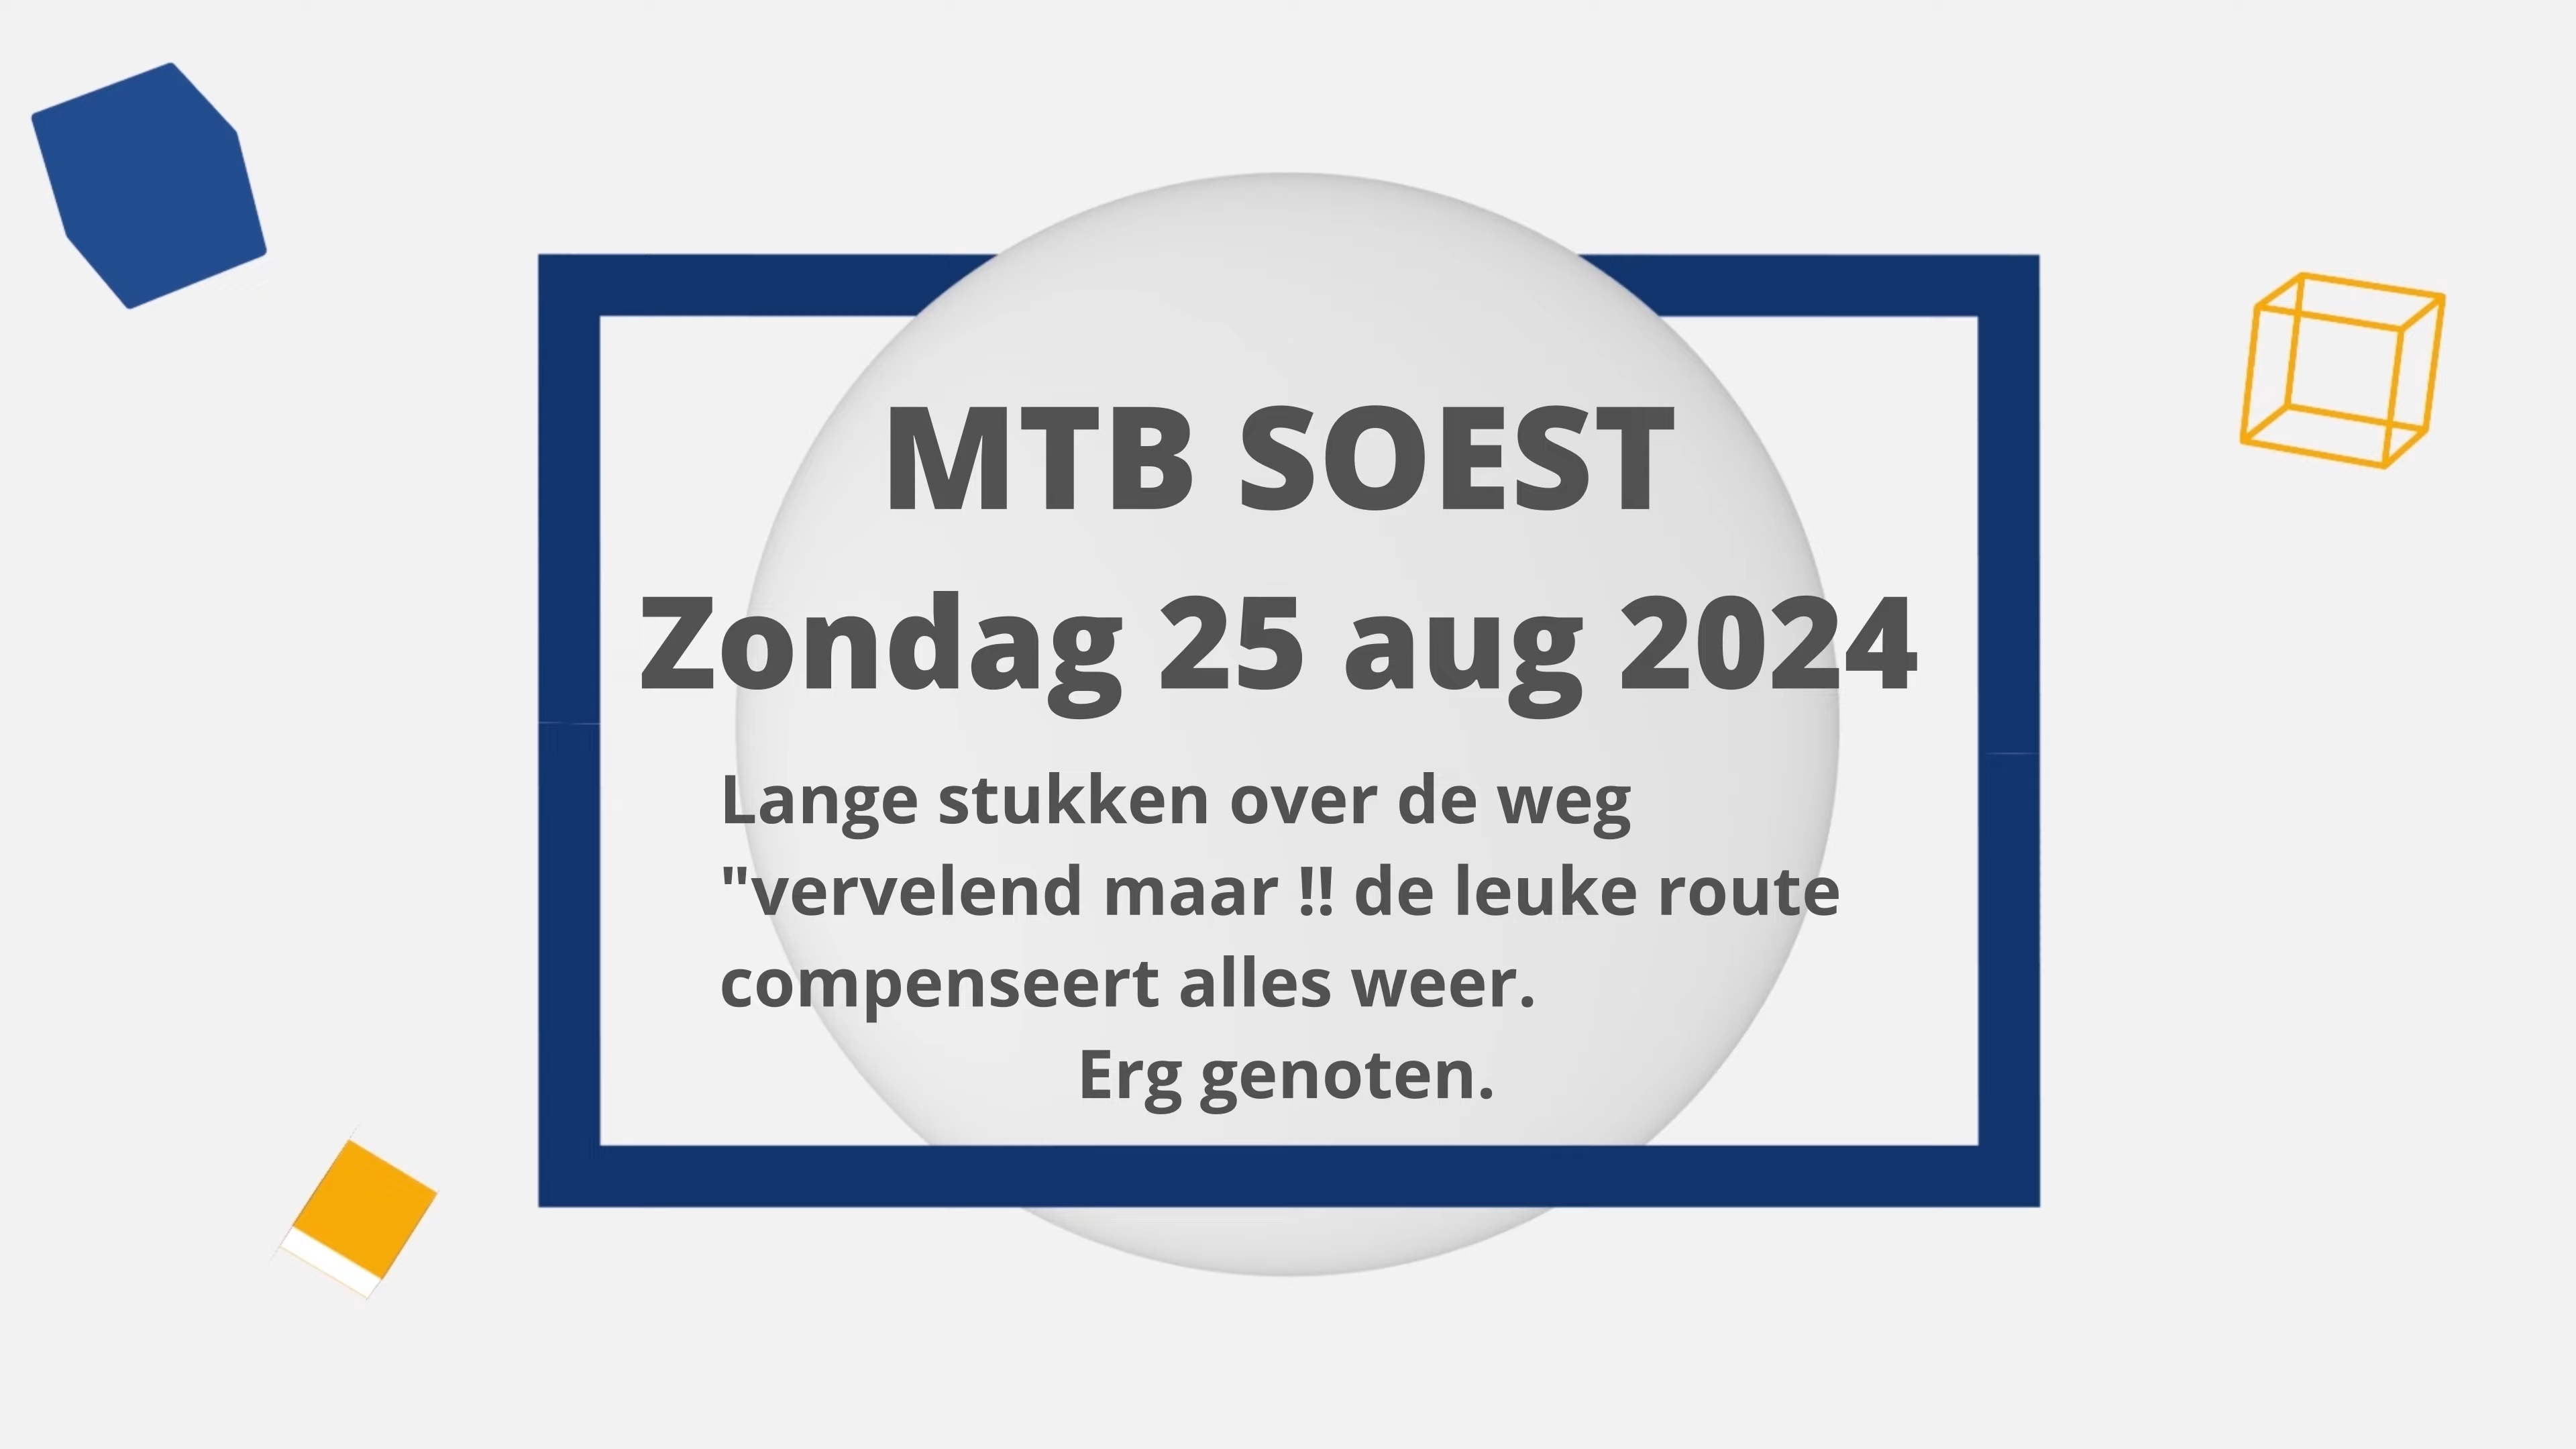 MTB SOEST
Zondag 25 aug 2024
Lange stukken over de weg
"vervelend maar !! de leuke route
compenseert alles weer.
Erg genoten.